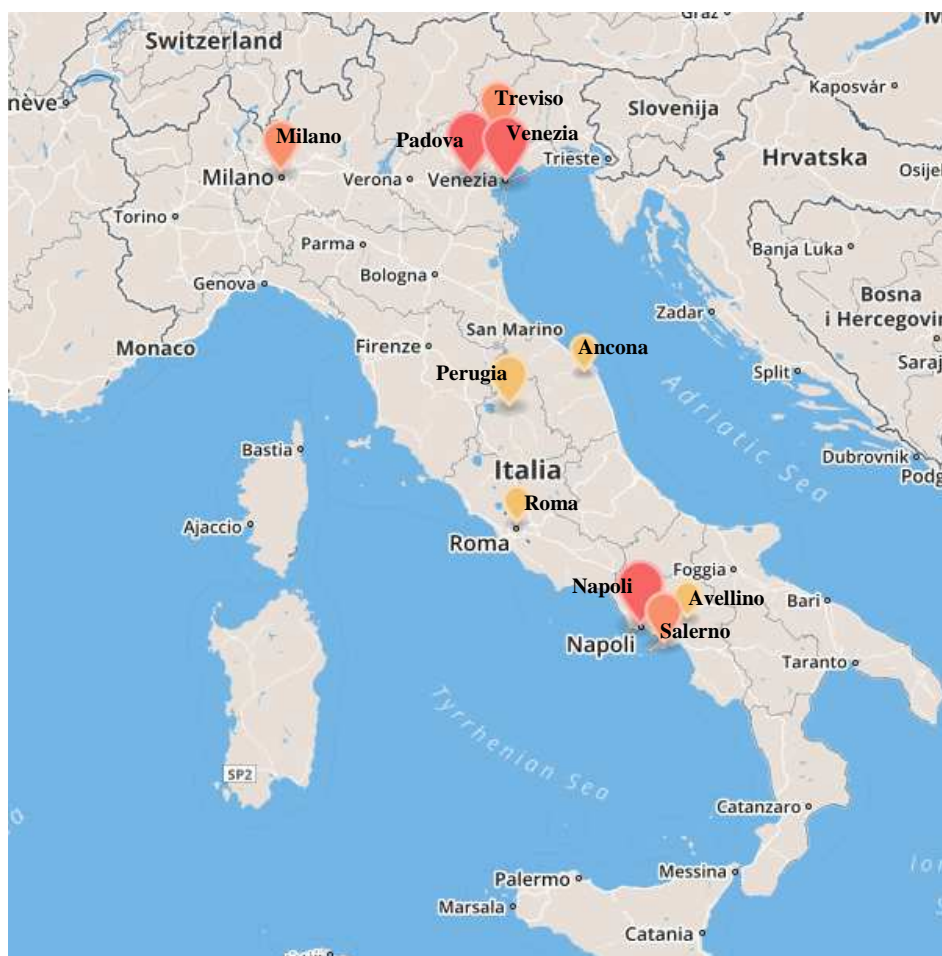 Graz
M
Switzerland
Kaposvár
nève
Treviso
Slovenija
Milano
Padova
Venezia
Trieste
Hrvatska
Milano
Verona
Venezia
Osijek
Torino
Parma
Banja Luka
Bologna
Genova
Bosna
i Hercegovin
Zadar
San Marino
Monaco
Firenze
Ancona
Saraj
Perugia
Split
Adriatic Sea
Bastia
Dubrovnik
Italia
Podg
Roma
Ajaccio
Roma
Napoli
Foggia
Avellino
Bari
Salerno
Napoli
Taranto
Tyrrhenian Sea
SP2
Catanzaro
Ion
Messina
Palermo
Marsala
Catania